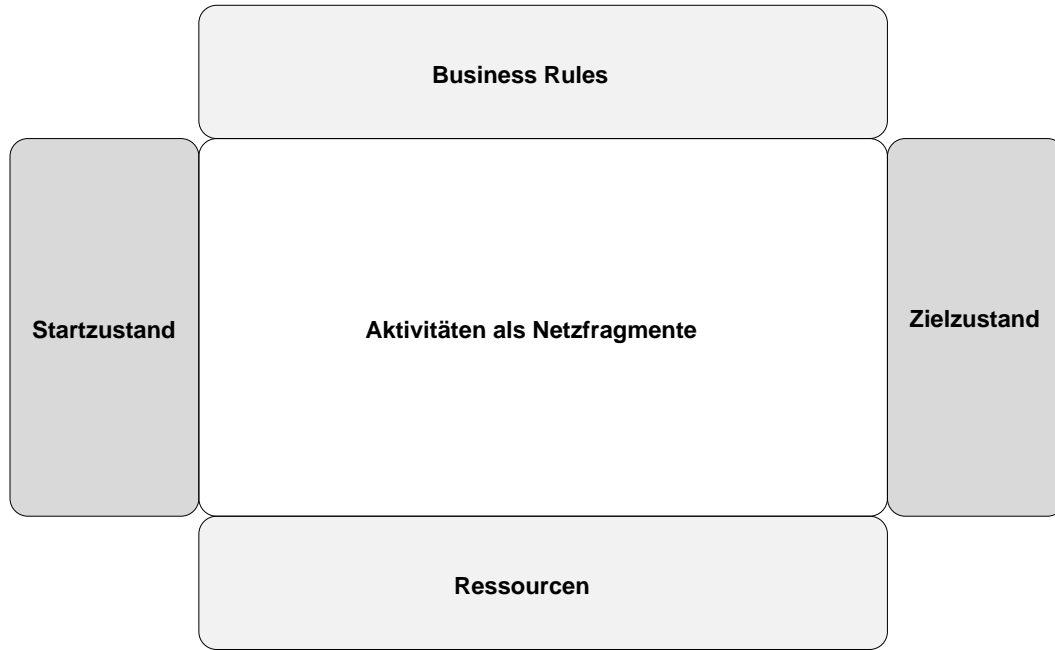 Business Rules
Startzustand
Aktivitäten als Netzfragmente
Zielzustand
Ressourcen